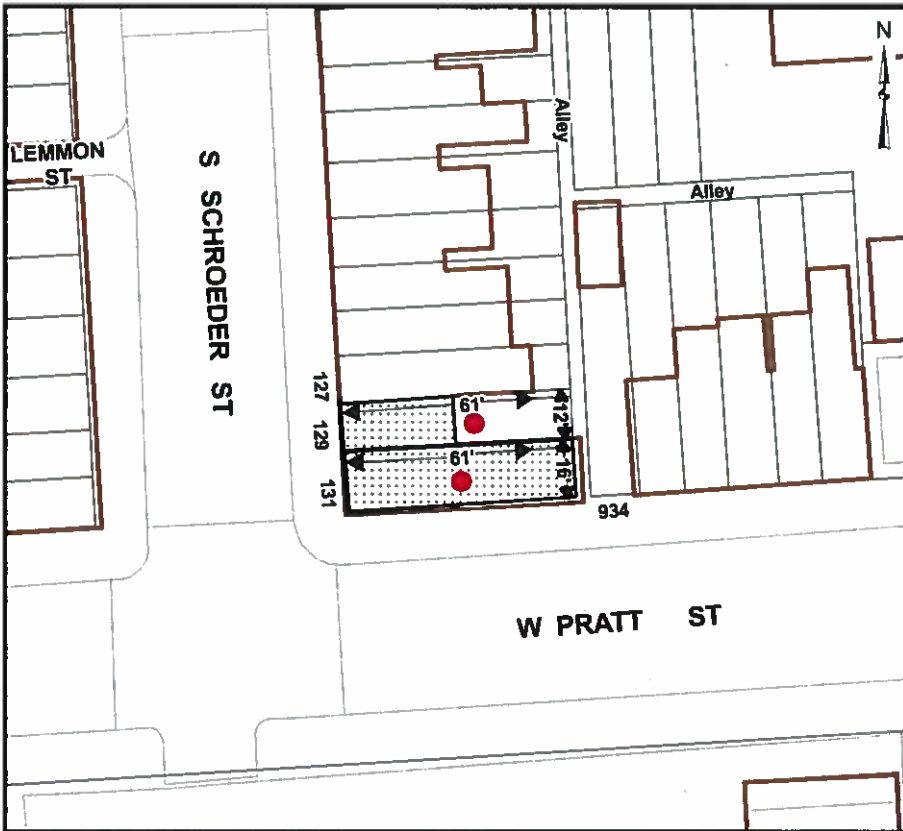 N
LEMMON
ST
S SCHROEDER ST
Alley
Alley
127
129
131
61'
12'
61'
16'
934
W PRATT ST